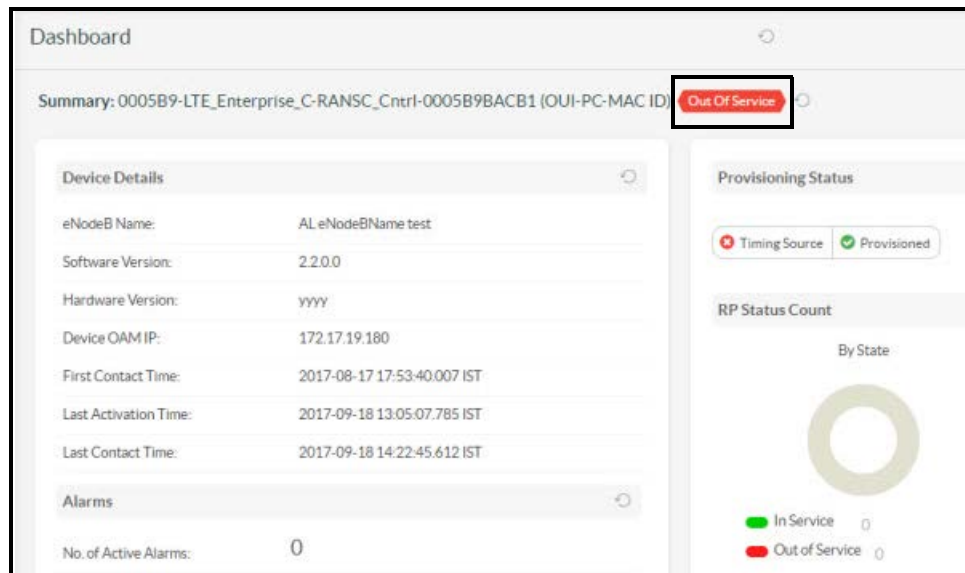 Dashboard
Summary: 0005B9-LTE_Enterprise_C-RANSC_Cntrl-0005B9BACB1 (OUI-PC-MAC ID) Out Of Service
Device Details
eNodeB Name: AL eNodeBName test
Software Version: 2.2.0.0
Hardware Version: yyyy
Device OAM IP: 172.17.19.180
First Contact Time: 2017-08-17 17:53:40.007 IST
Last Activation Time: 2017-09-18 13:05:07.785 IST
Last Contact Time: 2017-09-18 14:22:45.612 IST
Alarms
No. of Active Alarms: 0
Provisioning Status
Timing Source Provisioned
RP Status Count
By State
In Service 0
Out of Service 0